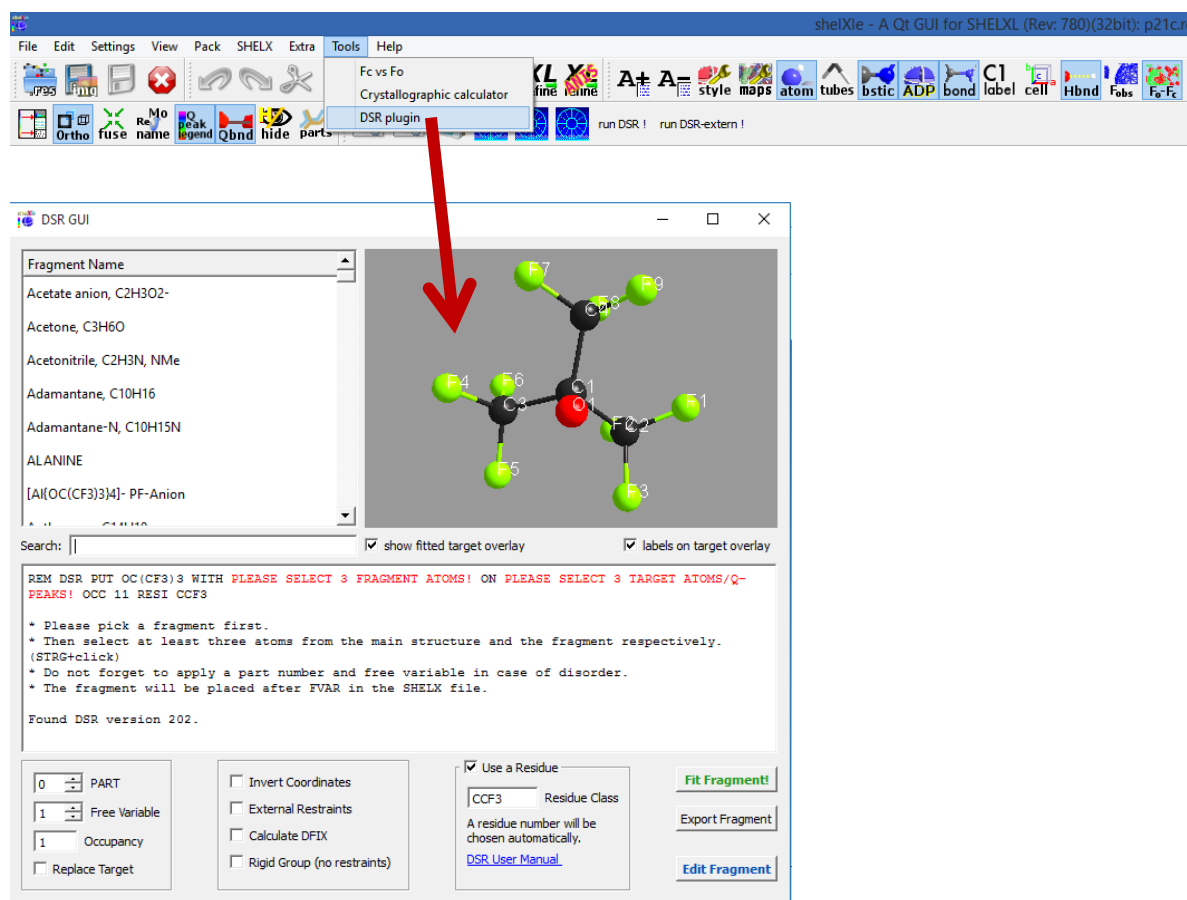 shelXle - A Qt GUI for SHELXL (Rev: 780)(32bit): p21c.r
File Edit Settings View Pack SHELX Extra Tools Help
Fc vs Fo
Crystallographic calculator
DSR plugin
.res Img A+ A- style maps atom tubes bstic ADP bond label cell Hbnd Fobs Fo-Fc
Ortho fuse ReMo name Peak legend Qbnd hide parts run DSR ! run DSR-extern !
DSR GUI
Fragment Name
Acetate anion, C2H3O2-
Acetone, C3H6O
Acetonitrile, C2H3N, NMe
Adamantane, C10H16
Adamantane-N, C10H15N
ALANINE
[Al{OC(CF3)3}4]- PF-Anion
F7
F9
F8
F4 F6 C1
C3 O1 F1
C2
F5
F3
Search:
show fitted target overlay labels on target overlay
REM DSR PUT OC(CF3)3 WITH PLEASE SELECT 3 FRAGMENT ATOMS! ON PLEASE SELECT 3 TARGET ATOMS/Q-
PEAKS! OCC 11 RESI CCF3
* Please pick a fragment first.
* Then select at least three atoms from the main structure and the fragment respectively.
(STRG+click)
* Do not forget to apply a part number and free variable in case of disorder.
* The fragment will be placed after FVAR in the SHELX file.
Found DSR version 202.
0 PART
1 Free Variable
1 Occupancy
Replace Target
Invert Coordinates
External Restraints
Calculate DFIX
Rigid Group (no restraints)
Use a Residue
CCF3 Residue Class
A residue number will be
chosen automatically.
DSR User Manual
Fit Fragment!
Export Fragment
Edit Fragment